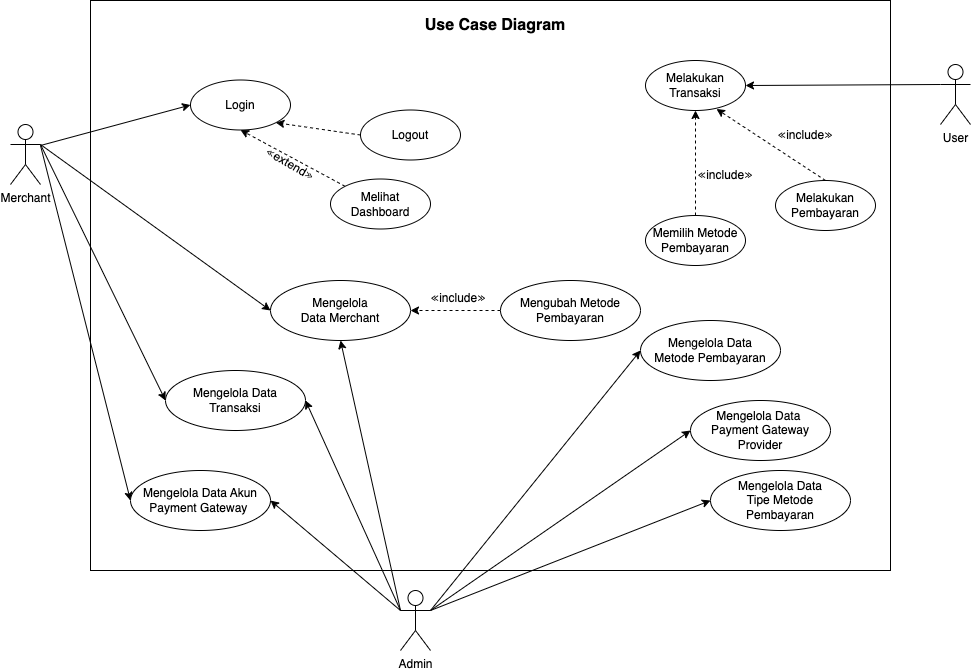 Use Case Diagram
Login
Logout
«extend»
Melihat
Dashboard
Merchant
Melakukan
Transaksi
User
«include»
«include»
Melakukan
Pembayaran
Memilih Metode
Pembayaran
Mengelola
Data Merchant
«include»
Mengubah Metode
Pembayaran
Mengelola Data
Metode Pembayaran
Mengelola Data
Transaksi
Mengelola Data
Payment Gateway
Provider
Mengelola Data Akun
Payment Gateway
Mengelola Data
Tipe Metode
Pembayaran
Admin